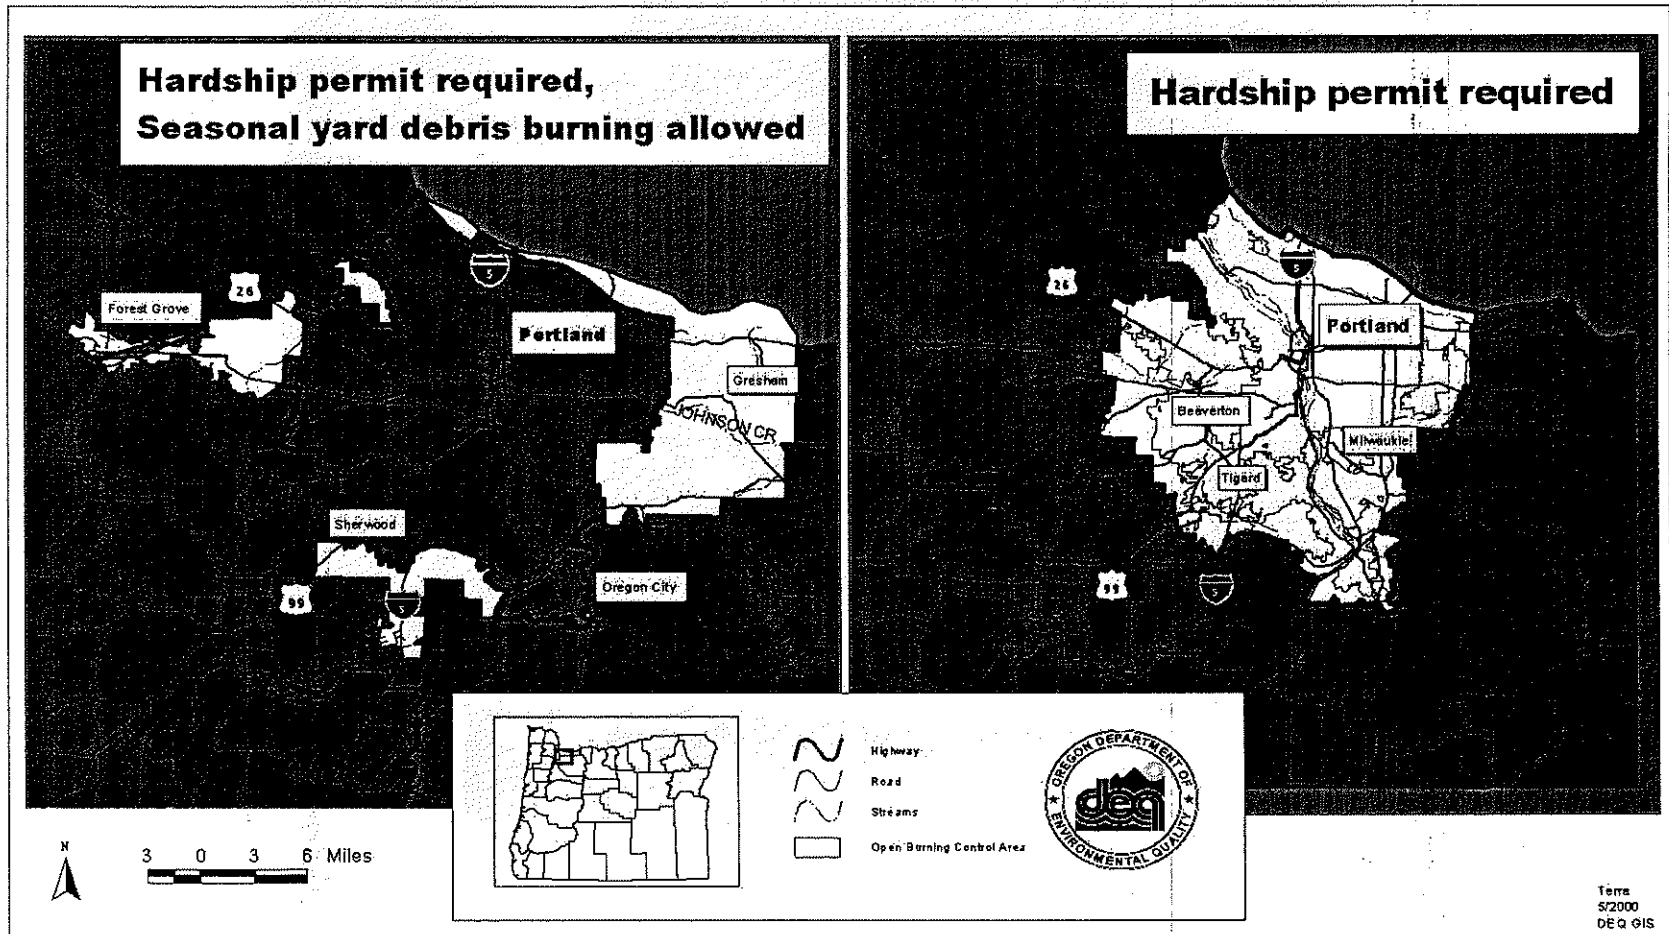 Hardship permit required,
Seasonal yard debris burning allowed
26
Forest Grove
5
Portland
Gresham
JOHNSON CR
Sherwood
99
5
Oregon City
Hardship permit required
26
5
Portland
Beaverton
Milwaukie
Tigard
99
5
Highway
Road
Streams
Open Burning Control Area
OREGON DEPARTMENT OF
deq
ENVIRONMENTAL QUALITY
N
3 0 3 6 Miles
Terra
5/2000
DEQ GIS